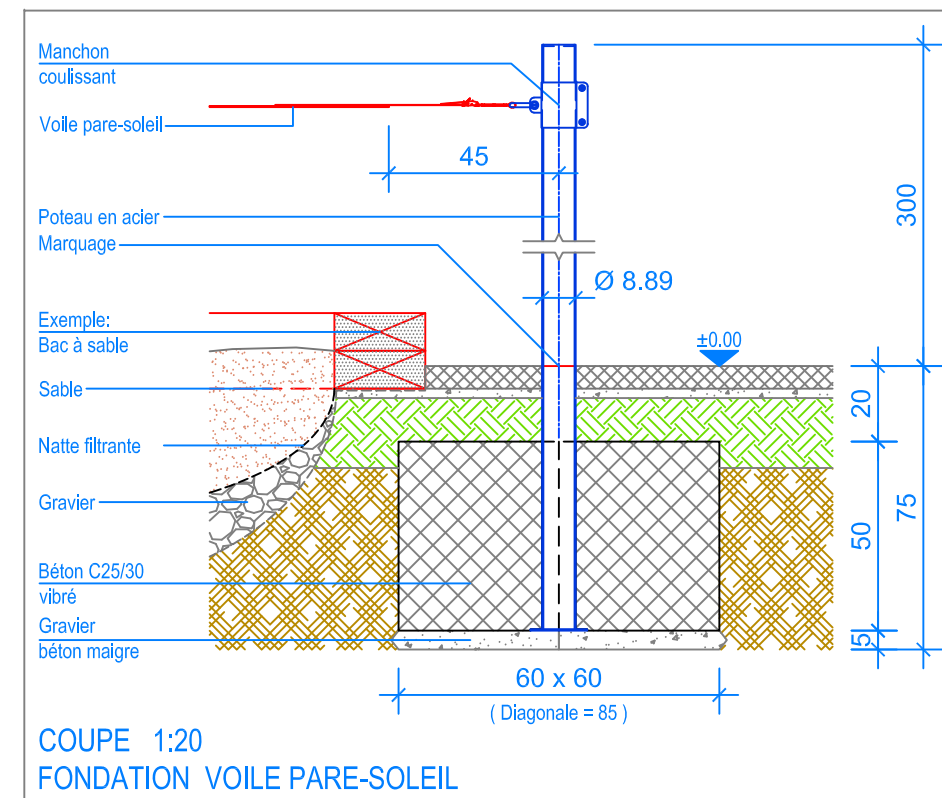 Manchon
coulissant
Voile pare-soleil
45
Poteau en acier
Marquage
300
Ø 8.89
Exemple:
Bac à sable
±0.00
Sable
20
Natte filtrante
Gravier
75
50
Béton C25/30
vibré
Gravier
béton maigre
5
60 x 60
( Diagonale = 85 )
COUPE 1:20
FONDATION VOILE PARE-SOLEIL